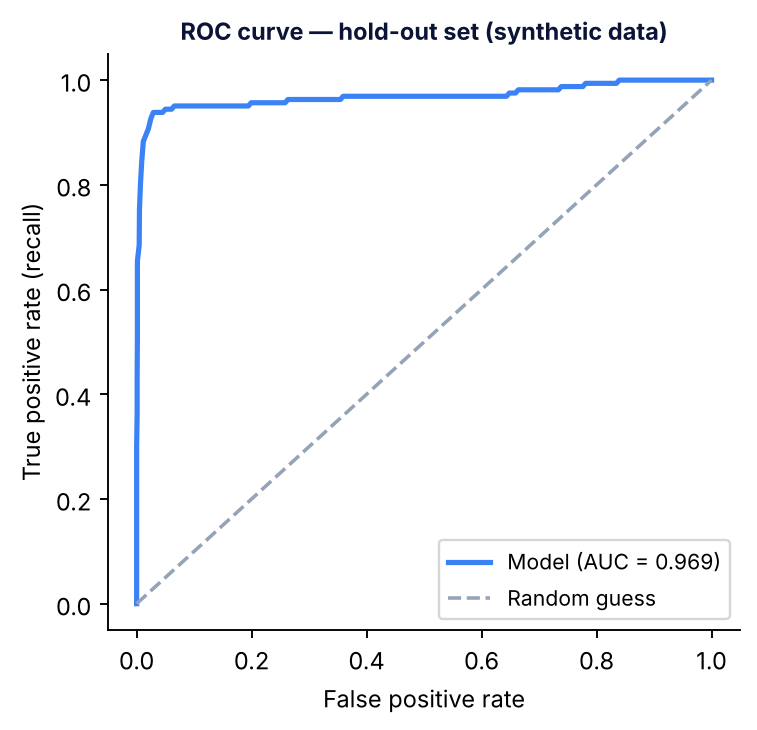 ROC curve — hold-out set (synthetic data)
True positive rate (recall)
1.0
0.8
0.6
0.4
0.2
0.0
Model (AUC = 0.969)
Random guess
0.0 0.2 0.4 0.6 0.8 1.0
False positive rate